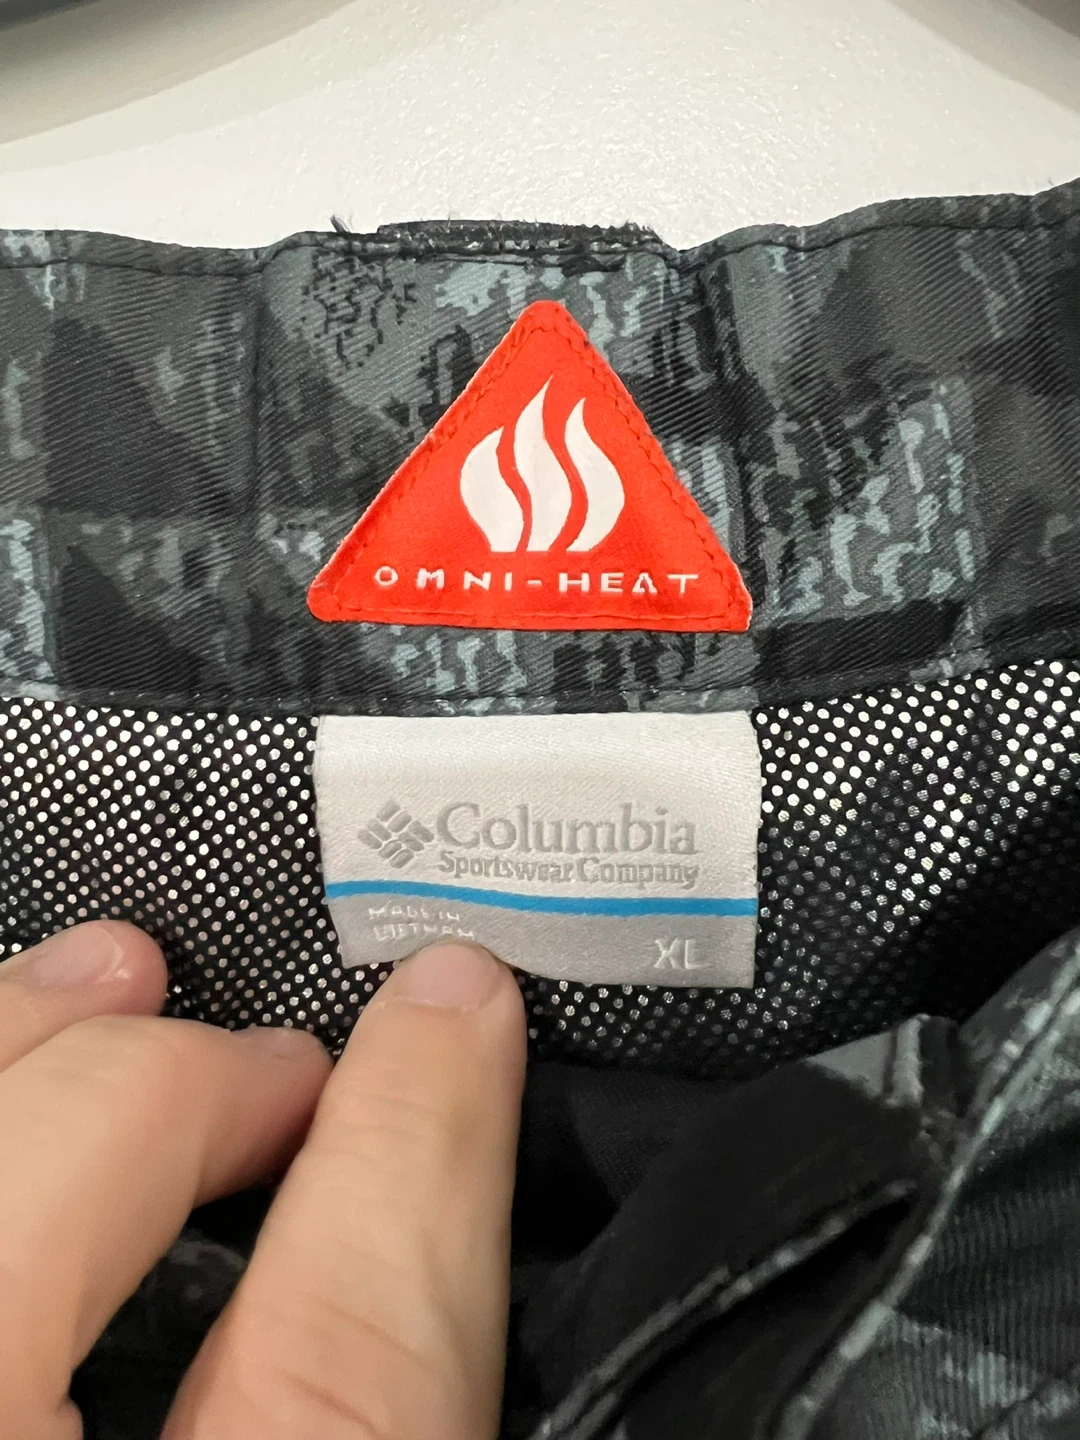 OMNI-HEAT
Columbia
Sportswear Company
MADE IN
VIETNAM
XL